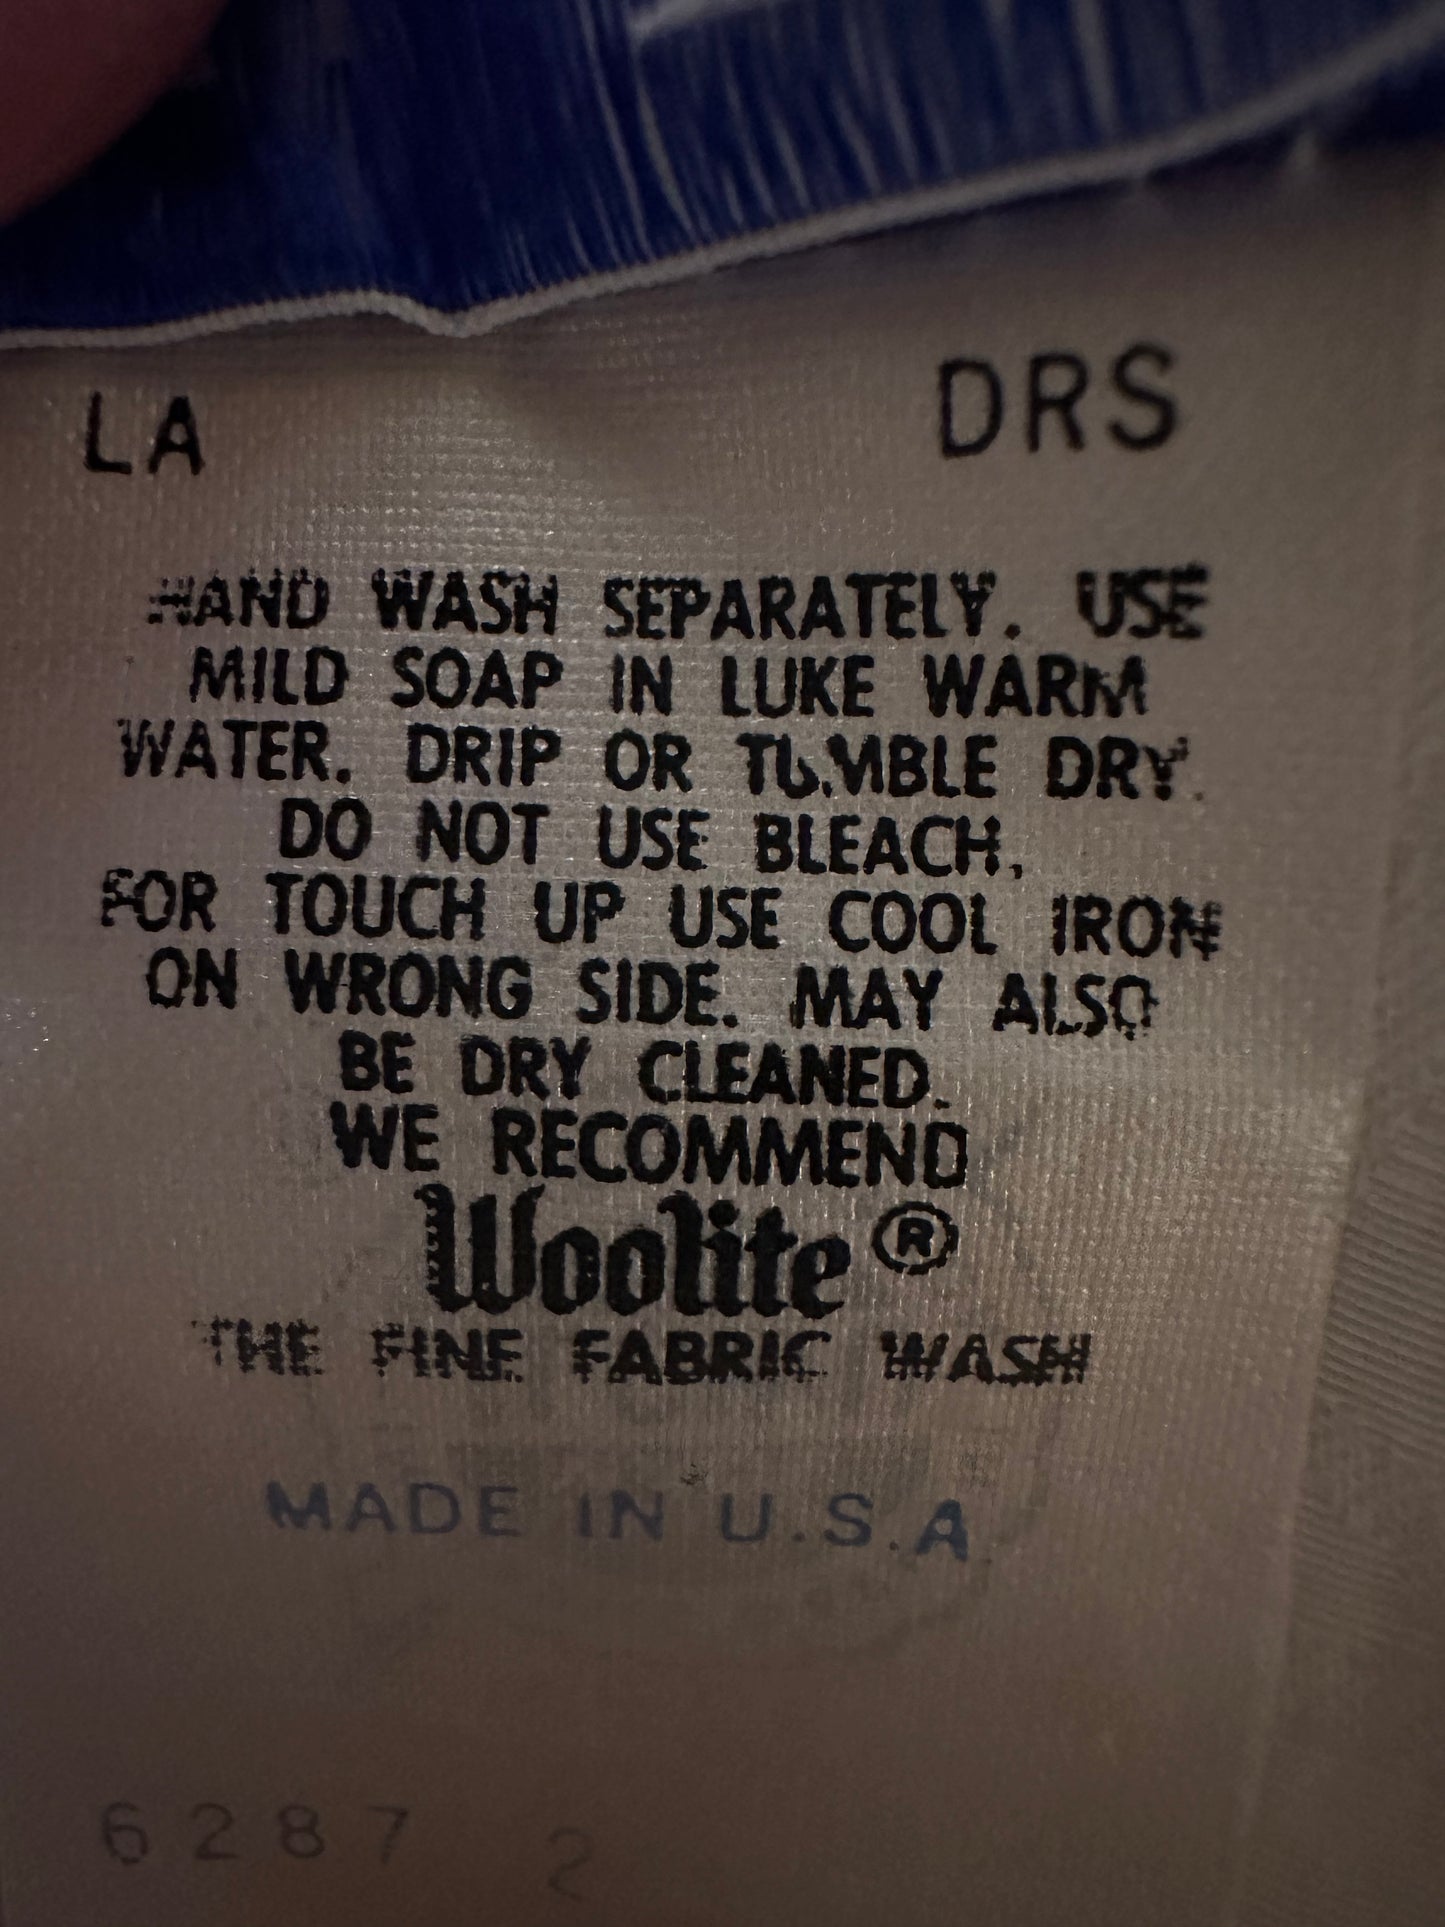 LA DRS
HAND WASH SEPARATELY. USE
MILD SOAP IN LUKE WARM
WATER. DRIP OR TUMBLE DRY.
DO NOT USE BLEACH.
FOR TOUCH UP USE COOL IRON
ON WRONG SIDE. MAY ALSO
BE DRY CLEANED.
WE RECOMMEND
Woolite®
THE FINE FABRIC WASH
MADE IN U.S.A
6287 2